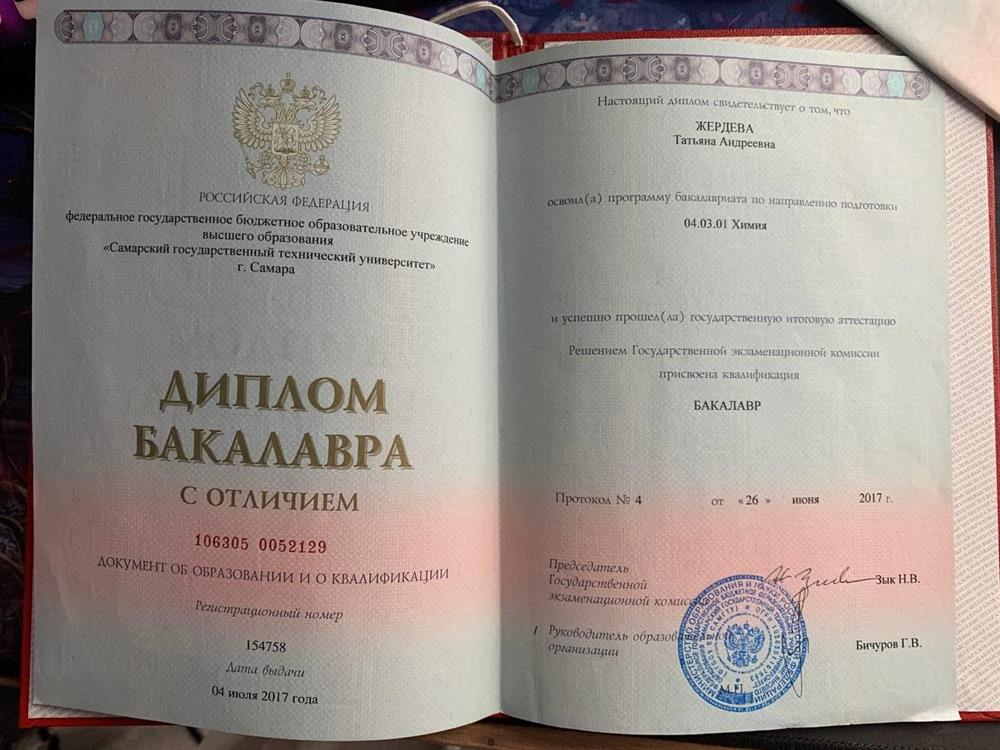 РОССИЙСКАЯ ФЕДЕРАЦИЯ
федеральное государственное бюджетное образовательное учреждение
высшего образования
«Самарский государственный технический университет»
г. Самара
ДИПЛОМ
БАКАЛАВРА
С ОТЛИЧИЕМ
106305 0052129
ДОКУМЕНТ ОБ ОБРАЗОВАНИИ И О КВАЛИФИКАЦИИ
Регистрационный номер
154758
Дата выдачи
04 июля 2017 года
Настоящий диплом свидетельствует о том, что
ЖЕРДЕВА
Татьяна Андреевна
освоил(а) программу бакалавриата по направлению подготовки
04.03.01 Химия
и успешно прошел(ла) государственную итоговую аттестацию
Решением Государственной экзаменационной комиссии
присвоена квалификация
БАКАЛАВР
Протокол № 4 от «26» июня 2017 г.
Председатель
Государственной
экзаменационной комиссии Зык Н.В.
Руководитель образовательной
организации Бичуров Г.В.
М.П.